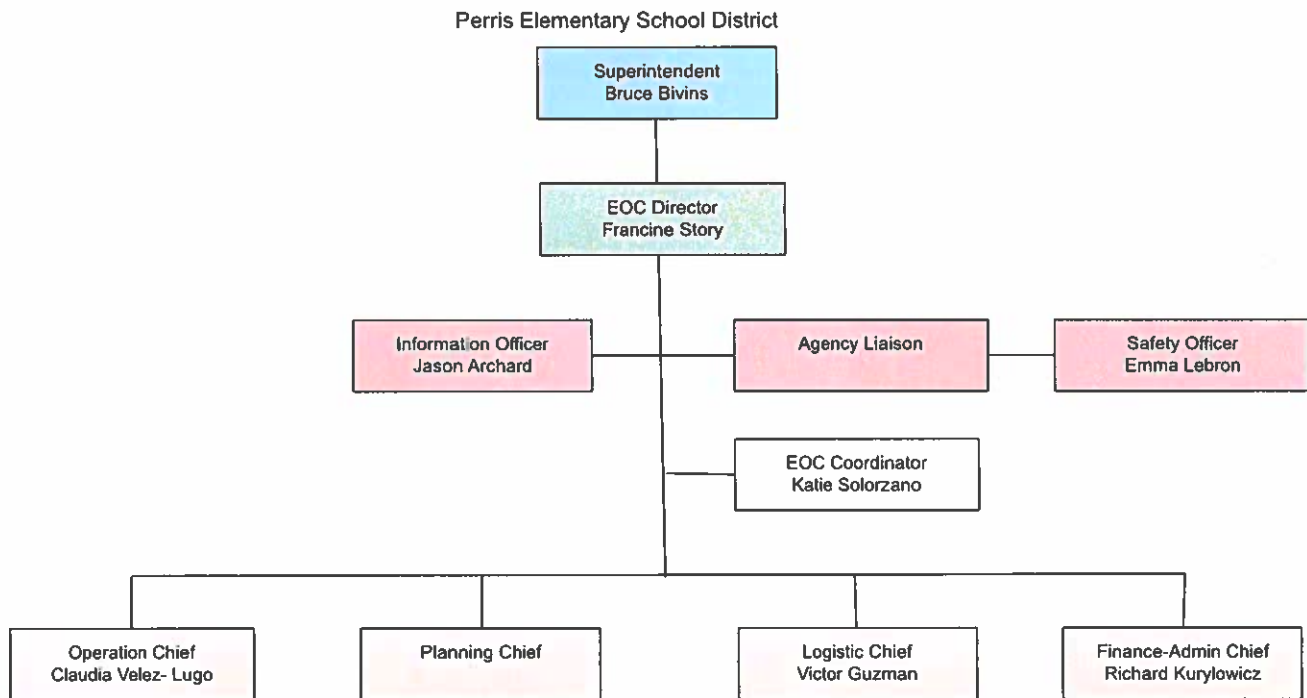 Perris Elementary School District
Superintendent
Bruce Bivins
EOC Director
Francine Story
Information Officer
Jason Archard
Agency Liaison
Safety Officer
Emma Lebron
EOC Coordinator
Katie Solorzano
Operation Chief
Claudia Velez- Lugo
Planning Chief
Logistic Chief
Victor Guzman
Finance-Admin Chief
Richard Kurylowicz